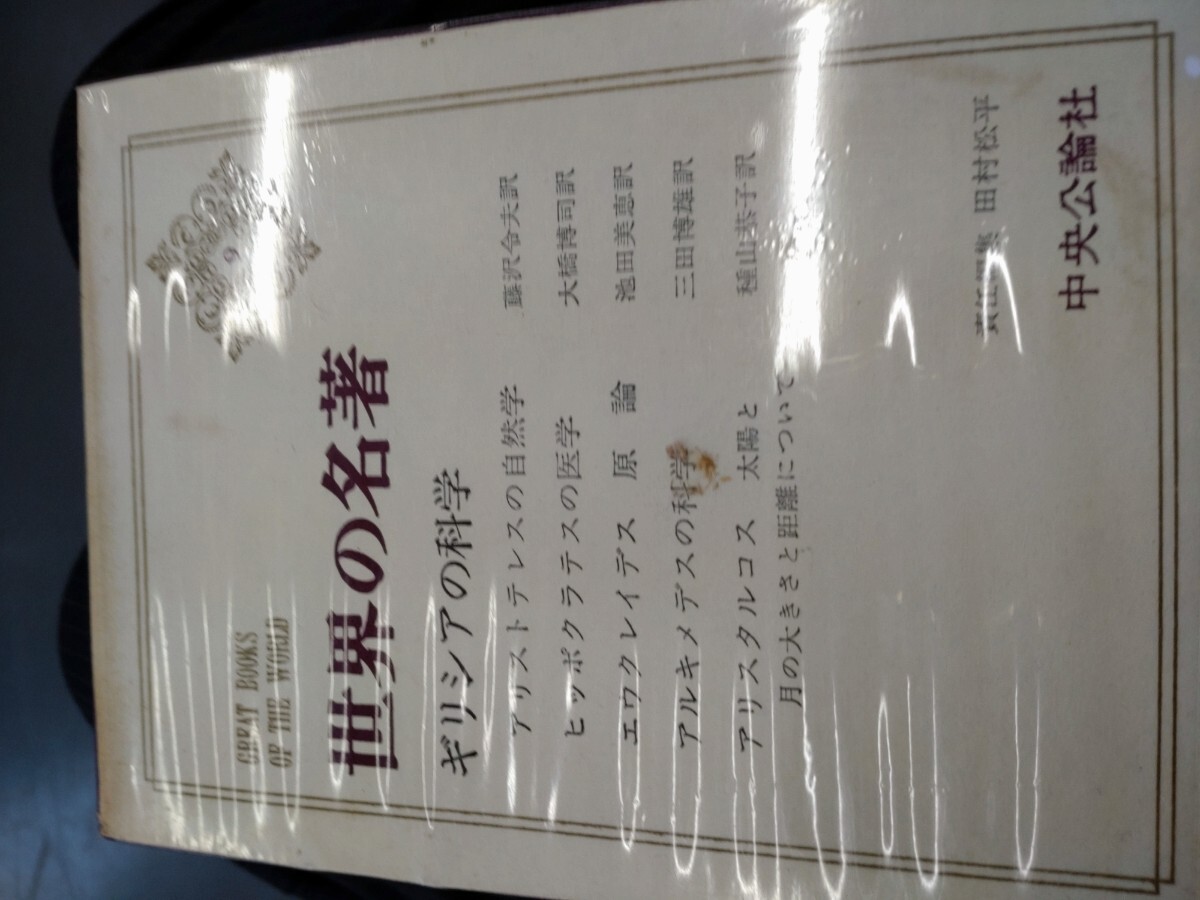 GREAT BOOKS
OF THE WORLD
9
世界の名著
ギリシアの科学
アリストテレスの自然学 藤沢令夫訳
ヒッポクラテスの医学 大橋博司訳
エウクレイデス 原論 池田美恵訳
アルキメデスの科学 三田博雄訳
アリスタルコス 太陽と 種山恭子訳
月の大きさと距離について
責任編集 田村松平
中央公論社